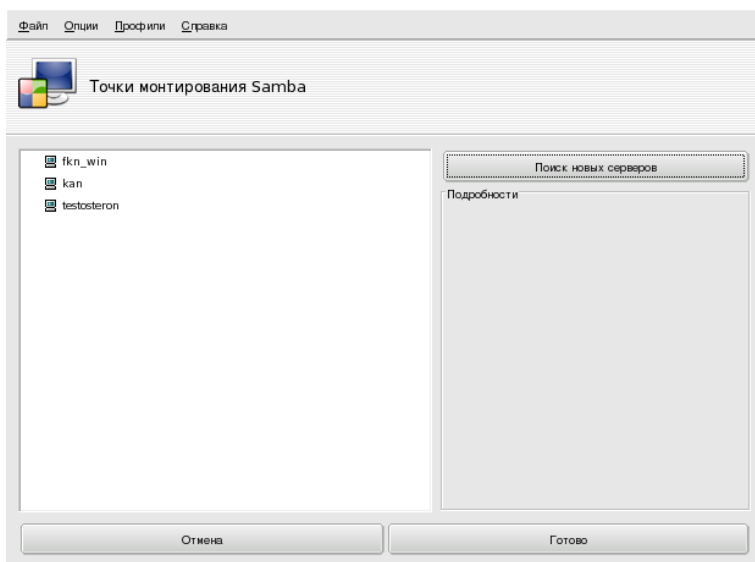 Файл Опции Профили Справка
Точки монтирования Samba
fkn_win
kan
testosteron
Поиск новых серверов
Подробности
Отмена
Готово